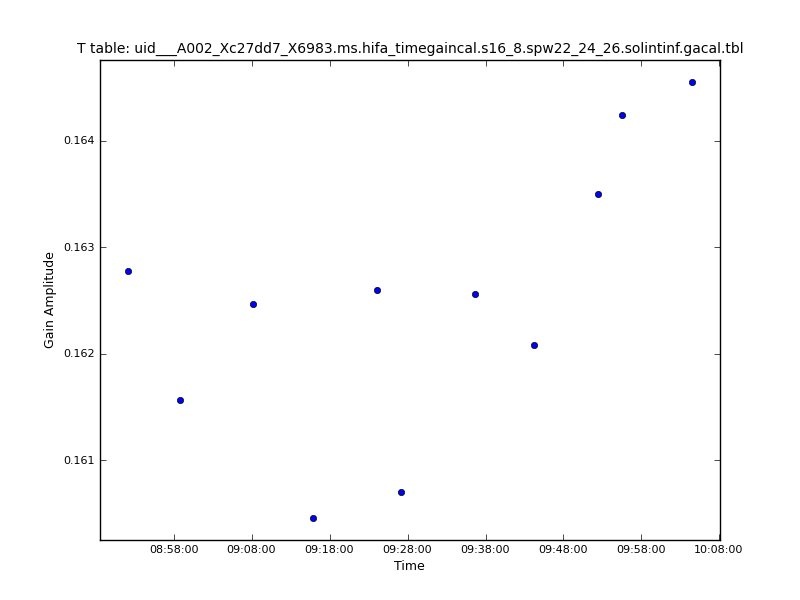 T table: uid___A002_Xc27dd7_X6983.ms.hifa_timegaincal.s16_8.spw22_24_26.solintinf.gacal.tbl
0.164
0.163
Gain Amplitude
0.162
0.161
08:58:00 09:08:00 09:18:00 09:28:00 09:38:00 09:48:00 09:58:00 10:08:00
Time